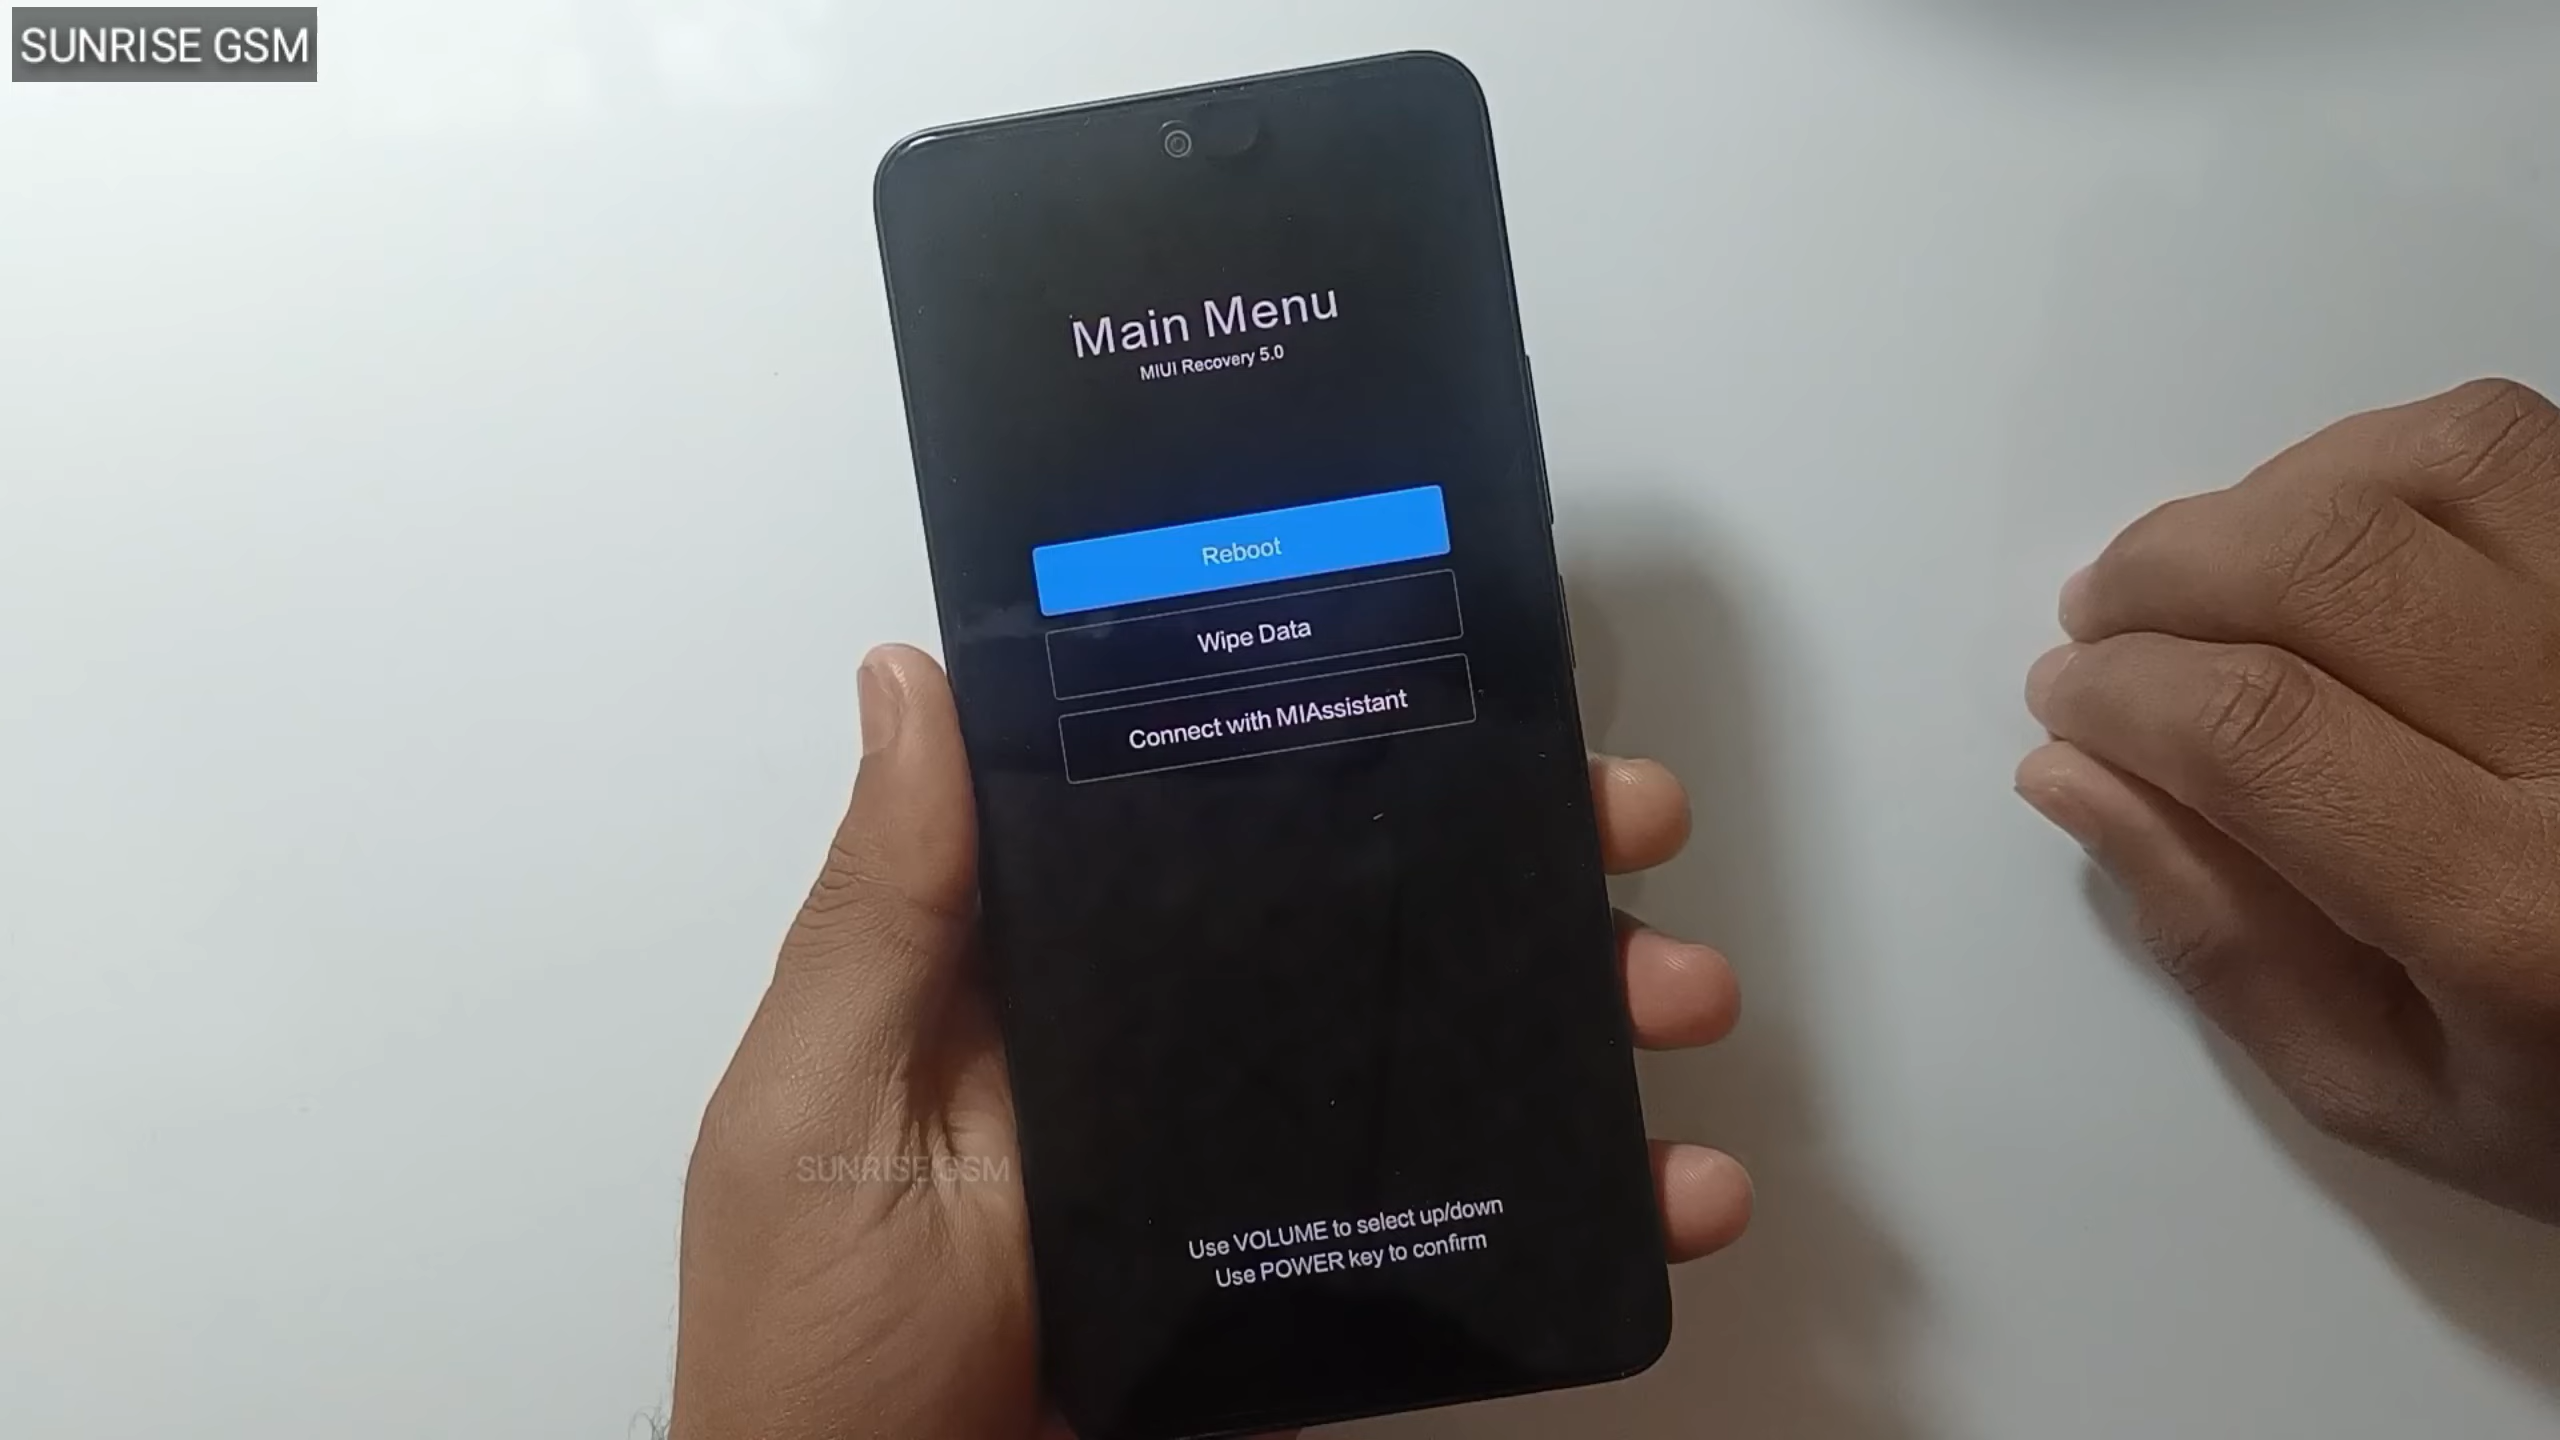 SUNRISE GSM
Main Menu
MIUI Recovery 5.0
Reboot
Wipe Data
Connect with MIAssistant
SUNRISE GSM
Use VOLUME to select up/down
Use POWER key to confirm